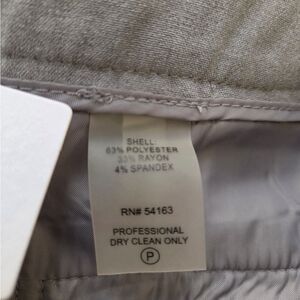 SHELL:
63% POLYESTER
33% RAYON
4% SPANDEX
RN# 54163
PROFESSIONAL
DRY CLEAN ONLY
P